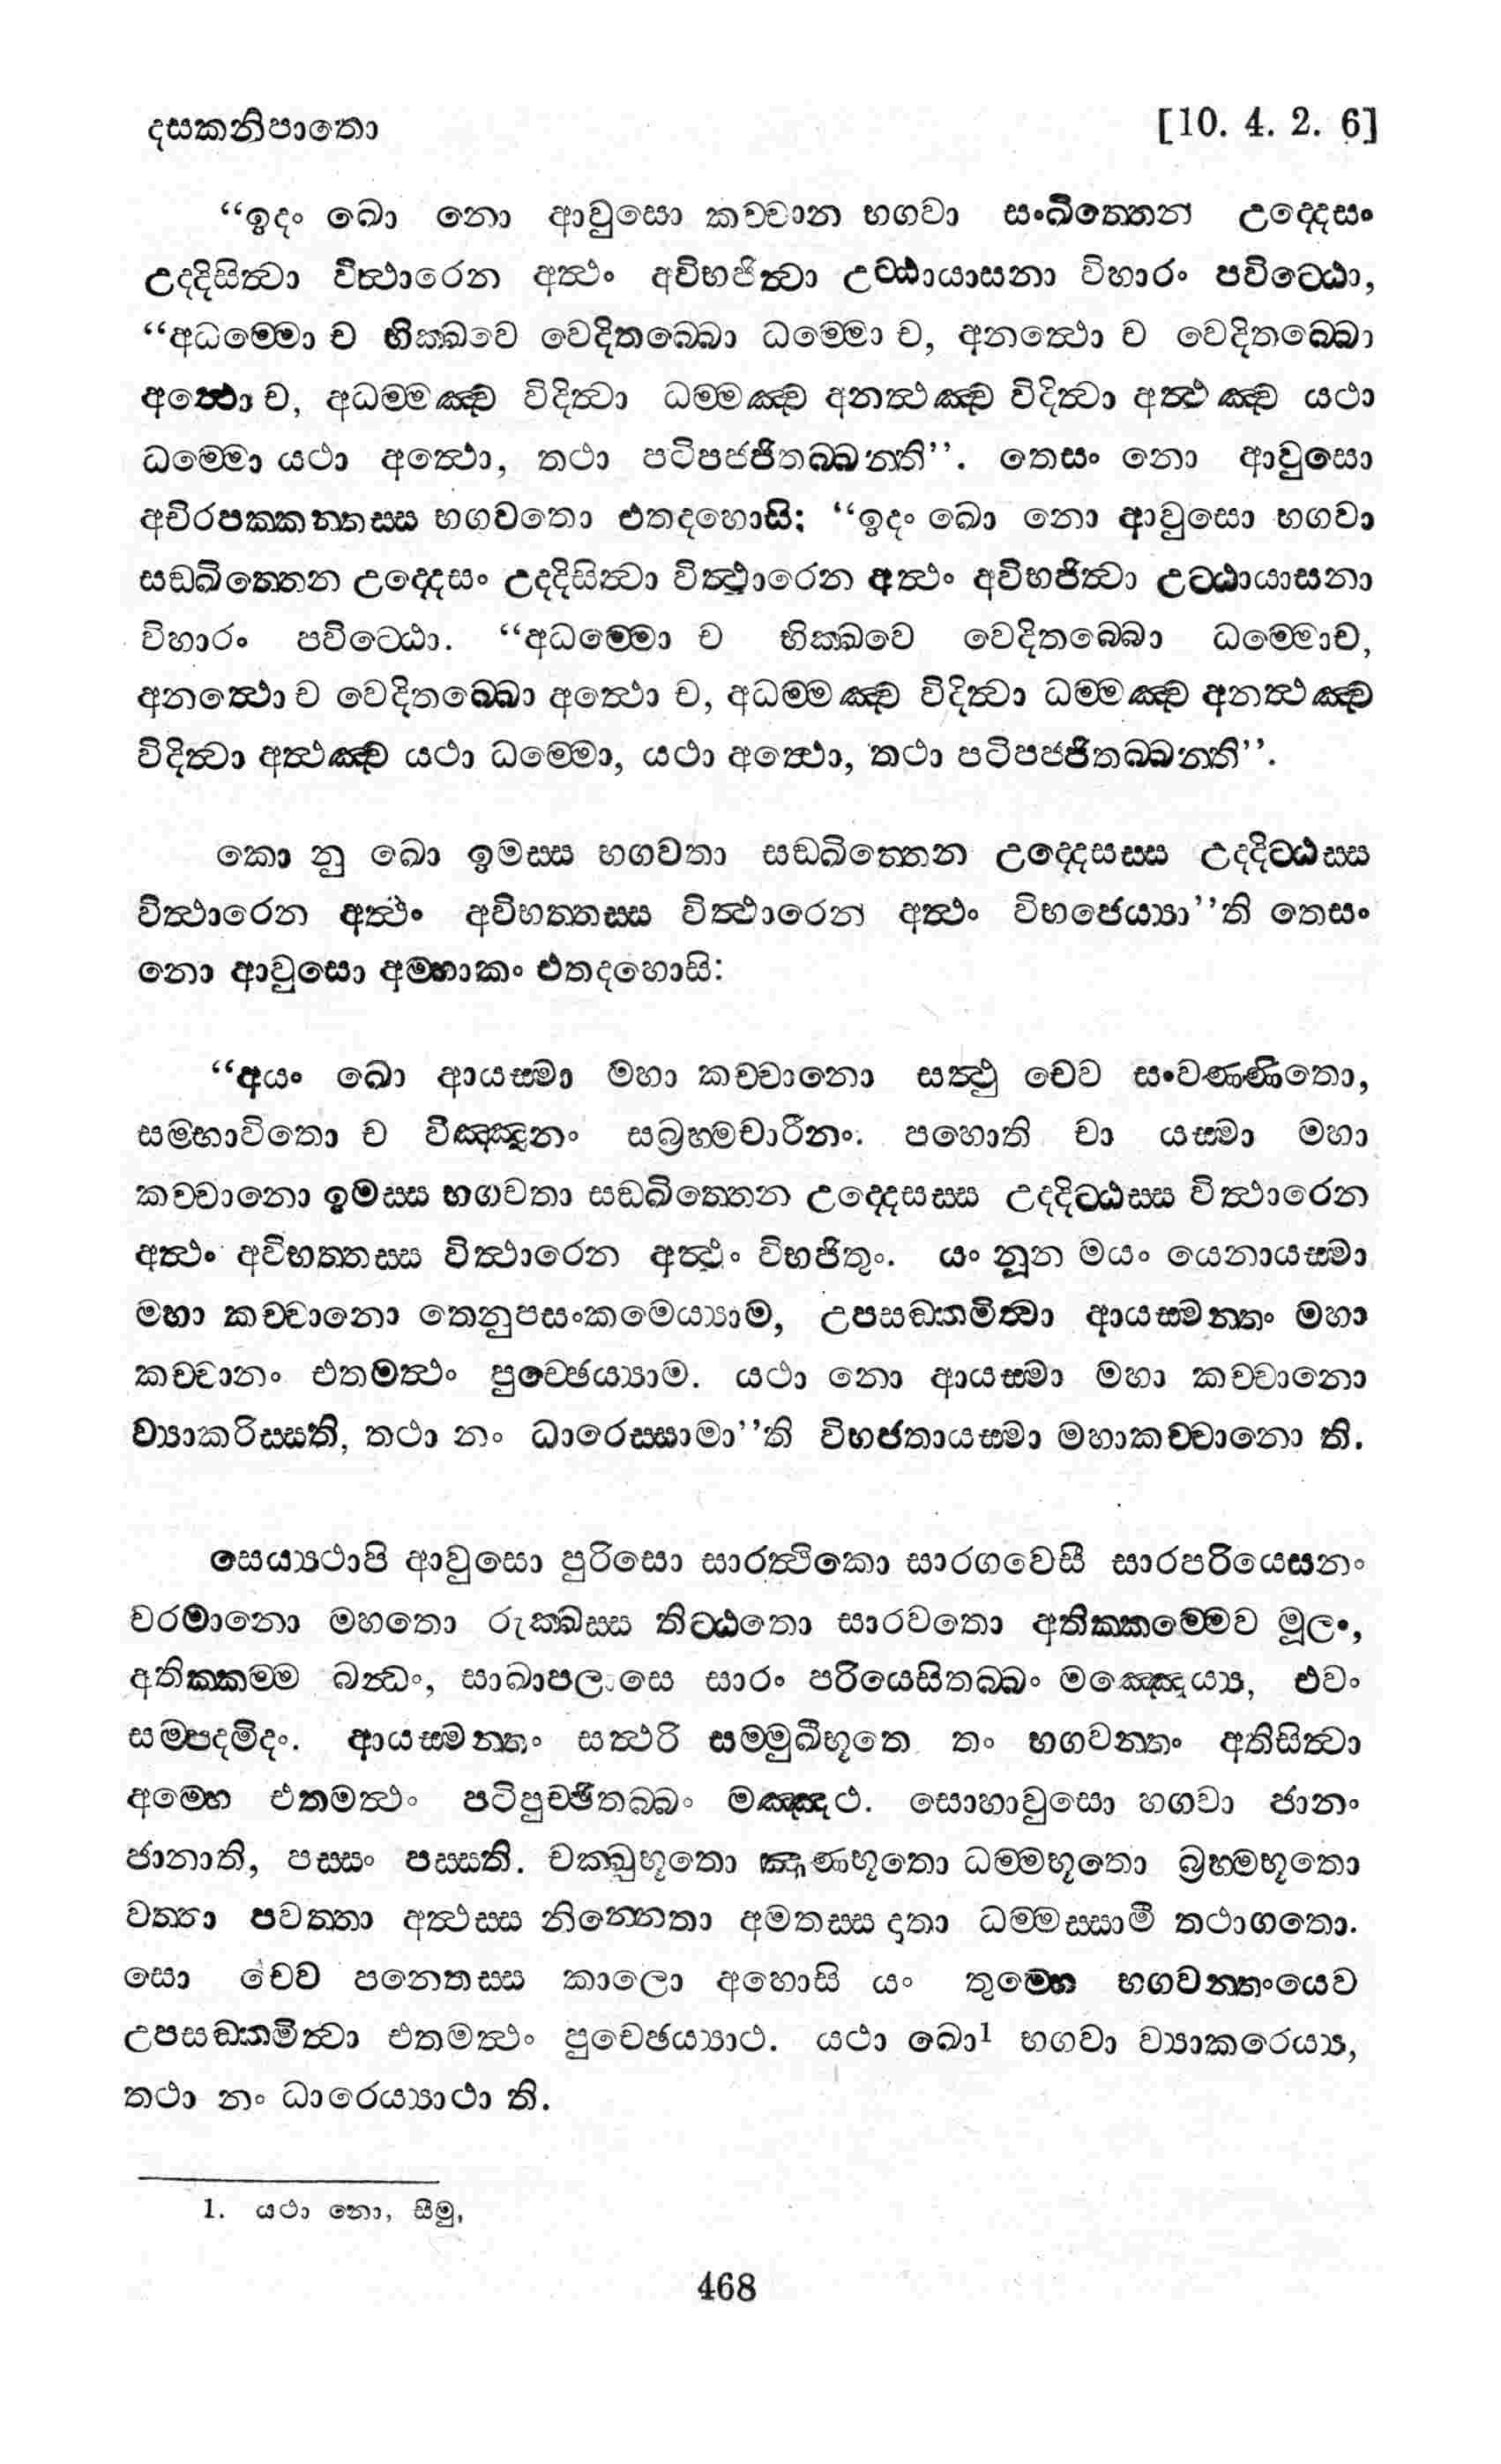 දසකනිපාතො [10. 4. 2. 6]
“ඉදං ඛො නො ආවුසො කච්චාන භගවා සංඛිත්තෙන උද්දෙසං
උද්දිසිත්වා විත්ථාරෙන අත්ථං අවිභජිත්වා උට්ඨායාසනා විහාරං පවිට්ඨො,
“අධම්මො ච භික්ඛවෙ වෙදිතබ්බො ධම්මො ච, අනත්ථො ච වෙදිතබ්බො
අත්ථො ච, අධම්මඤ්ච විදිත්වා ධම්මඤ්ච අනත්ථඤ්ච විදිත්වා අත්ථඤ්ච යථා
ධම්මො යථා අත්ථො, තථා පටිපජ්ජිතබ්බන්ති”. තෙසං නො ආවුසො
අචිරපක්කන්තස්ස භගවතො එතදහොසි: “ඉදං ඛො නො ආවුසො භගවා
සඞ්ඛිත්තෙන උද්දෙසං උද්දිසිත්වා විත්ථාරෙන අත්ථං අවිභජිත්වා උට්ඨායාසනා
විහාරං පවිට්ඨො. “අධම්මො ච භික්ඛවෙ වෙදිතබ්බො ධම්මොච,
අනත්ථො ච වෙදිතබ්බො අත්ථො ච, අධම්මඤ්ච විදිත්වා ධම්මඤ්ච අනත්ථඤ්ච
විදිත්වා අත්ථඤ්ච යථා ධම්මො, යථා අත්ථො, තථා පටිපජ්ජිතබ්බන්ති”.
කො නු ඛො ඉමස්ස භගවතා සඞ්ඛිත්තෙන උද්දෙසස්ස උද්දිට්ඨස්ස
විත්ථාරෙන අත්ථං අවිභත්තස්ස විත්ථාරෙන අත්ථං විභජෙය්‍යා”ති තෙසං
නො ආවුසො අම්හාකං එතදහොසි:
“අයං ඛො ආයස්මා මහා කච්චානො සත්ථු චෙව සංවණ්ණිතො,
සම්භාවිතො ච විඤ්ඤූනං සබ්‍රහ්මචාරීනං. පහොති චා යස්මා මහා
කච්චානො ඉමස්ස භගවතා සඞ්ඛිත්තෙන උද්දෙසස්ස උද්දිට්ඨස්ස විත්ථාරෙන
අත්ථං අවිභත්තස්ස විත්ථාරෙන අත්ථං විභජිතුං. යං නූන මයං යෙනායස්මා
මහා කච්චානො තෙනුපසංකමෙය්‍යාම, උපසඞ්කමිත්වා ආයස්මන්තං මහා
කච්චානං එතමත්ථං පුච්ඡෙය්‍යාම. යථා නො ආයස්මා මහා කච්චානො
ව්‍යාකරිස්සති, තථා නං ධාරෙස්සාමා”ති විභජතායස්මා මහාකච්චානො ති.
සෙය්‍යථාපි ආවුසො පුරිසො සාරත්ථිකො සාරගවෙසී සාරපරියෙසනං
චරමානො මහතො රුක්ඛස්ස තිට්ඨතො සාරවතො අතික්කම්මෙව මූලං,
අතික්කම්ම ඛන්ධං, සාඛාපලාසෙ සාරං පරියෙසිතබ්බං මඤ්ඤෙය්‍ය, එවං
සම්පදමිදං. ආයස්මන්තං සත්ථරි සම්මුඛීභූතෙ තං භගවන්තං අතිසිත්වා
අම්හෙ එතමත්ථං පටිපුච්ඡිතබ්බං මඤ්ඤථ. සොහාවුසො භගවා ජානං
ජානාති, පස්සං පස්සති. චක්ඛුභූතො ඤාණභූතො ධම්මභූතො බ්‍රහ්මභූතො
වත්තා පවත්තා අත්ථස්ස නින්නෙතා අමතස්ස දාතා ධම්මස්සාමී තථාගතො.
සො චෙව පනෙතස්ස කාලො අහොසි යං තුම්හෙ භගවන්තංයෙව
උපසඞ්කමිත්වා එතමත්ථං පුච්ඡෙය්‍යාථ. යථා ඛො1 භගවා ව්‍යාකරෙය්‍ය,
තථා නං ධාරෙය්‍යාථා ති.
1. යථා නො, සීමු,
468